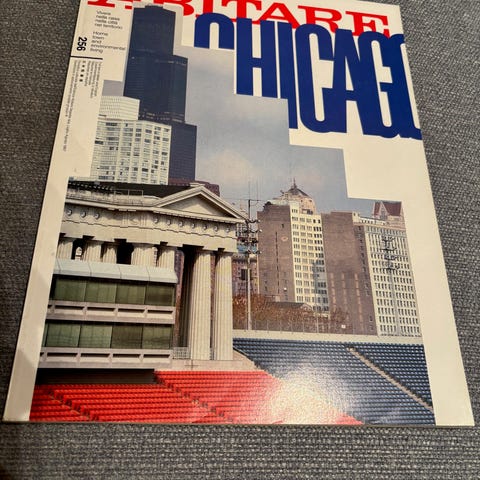 ABITARE
CHICAGO
Vivere
nella casa
nella città
nel territorio
Home
town
and
environmental
living
256